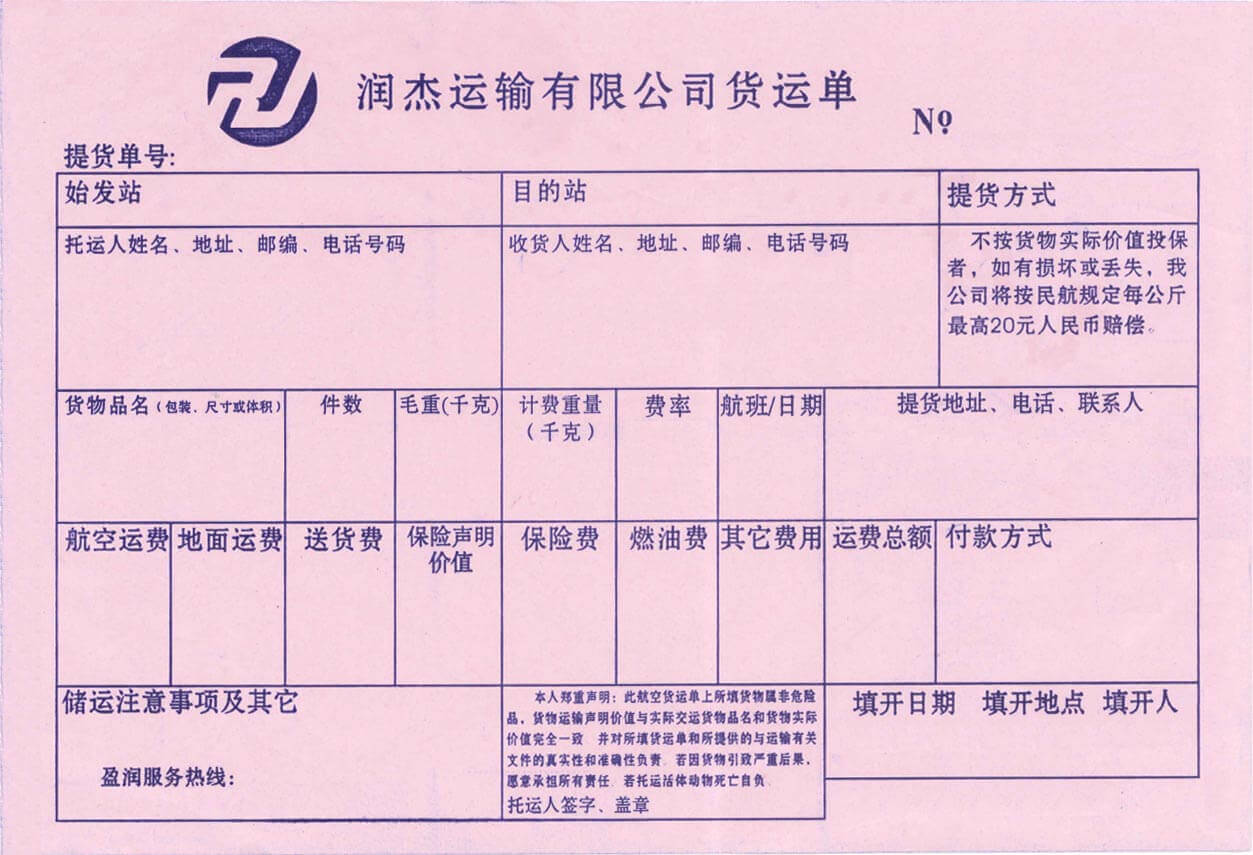 润杰运输有限公司货运单
Nº
提货单号:
始发站
目的站
提货方式
托运人姓名、地址、邮编、电话号码
收货人姓名、地址、邮编、电话号码
不按货物实际价值投保
者，如有损坏或丢失，我
公司将按民航规定每公斤
最高20元人民币赔偿。
货物品名（包装、尺寸或体积）
件数
毛重(千克)
计费重量
（千克）
费率
航班/日期
提货地址、电话、联系人
航空运费
地面运费
送货费
保险声明
价值
保险费
燃油费
其它费用
运费总额
付款方式
储运注意事项及其它
盈润服务热线:
本人郑重声明：此航空货运单上所填货物属非危险
品，货物运输声明价值与实际交运货物品名和货物实际
价值完全一致 并对所填货运单和所提供的与运输有关
文件的真实性和准确性负责 若因货物引致严重后果，
愿意承担所有责任 若托运活体动物死亡自负
托运人签字、盖章
填开日期 填开地点 填开人